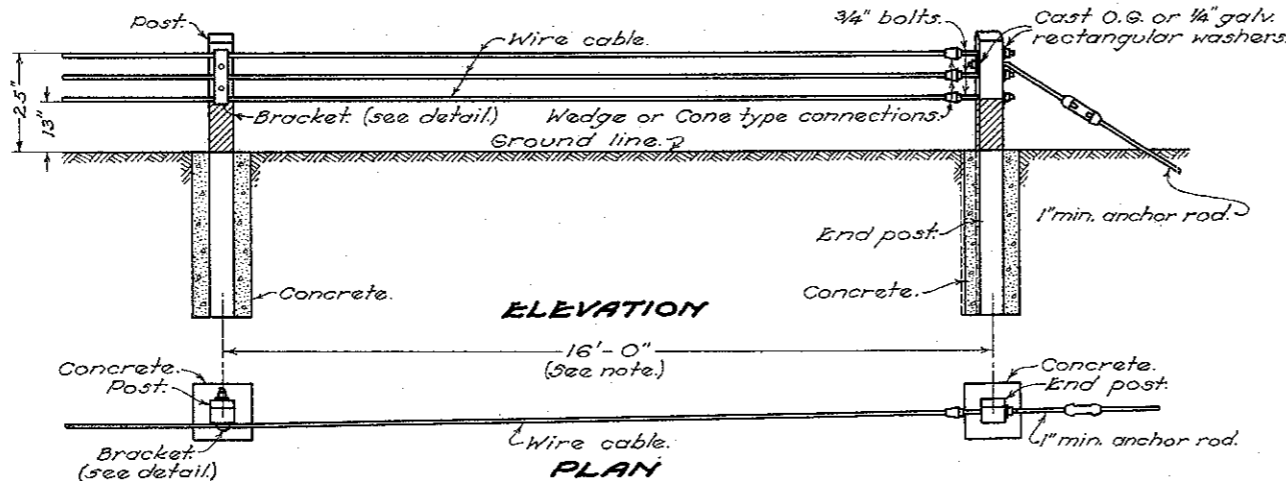 Post.
Wire cable.
3/4" bolts.
Cast O.G. or 1/4" galv.
rectangular washers.
25"
13"
Bracket. (see detail.)
Wedge or Cone type connections.
Ground line.
1" min. anchor rod.
End post.
Concrete.
Concrete.
ELEVATION
16'-0"
(See note.)
Concrete.
Post.
Concrete.
End post.
Wire cable.
1" min. anchor rod.
Bracket
(see detail.)
PLAN